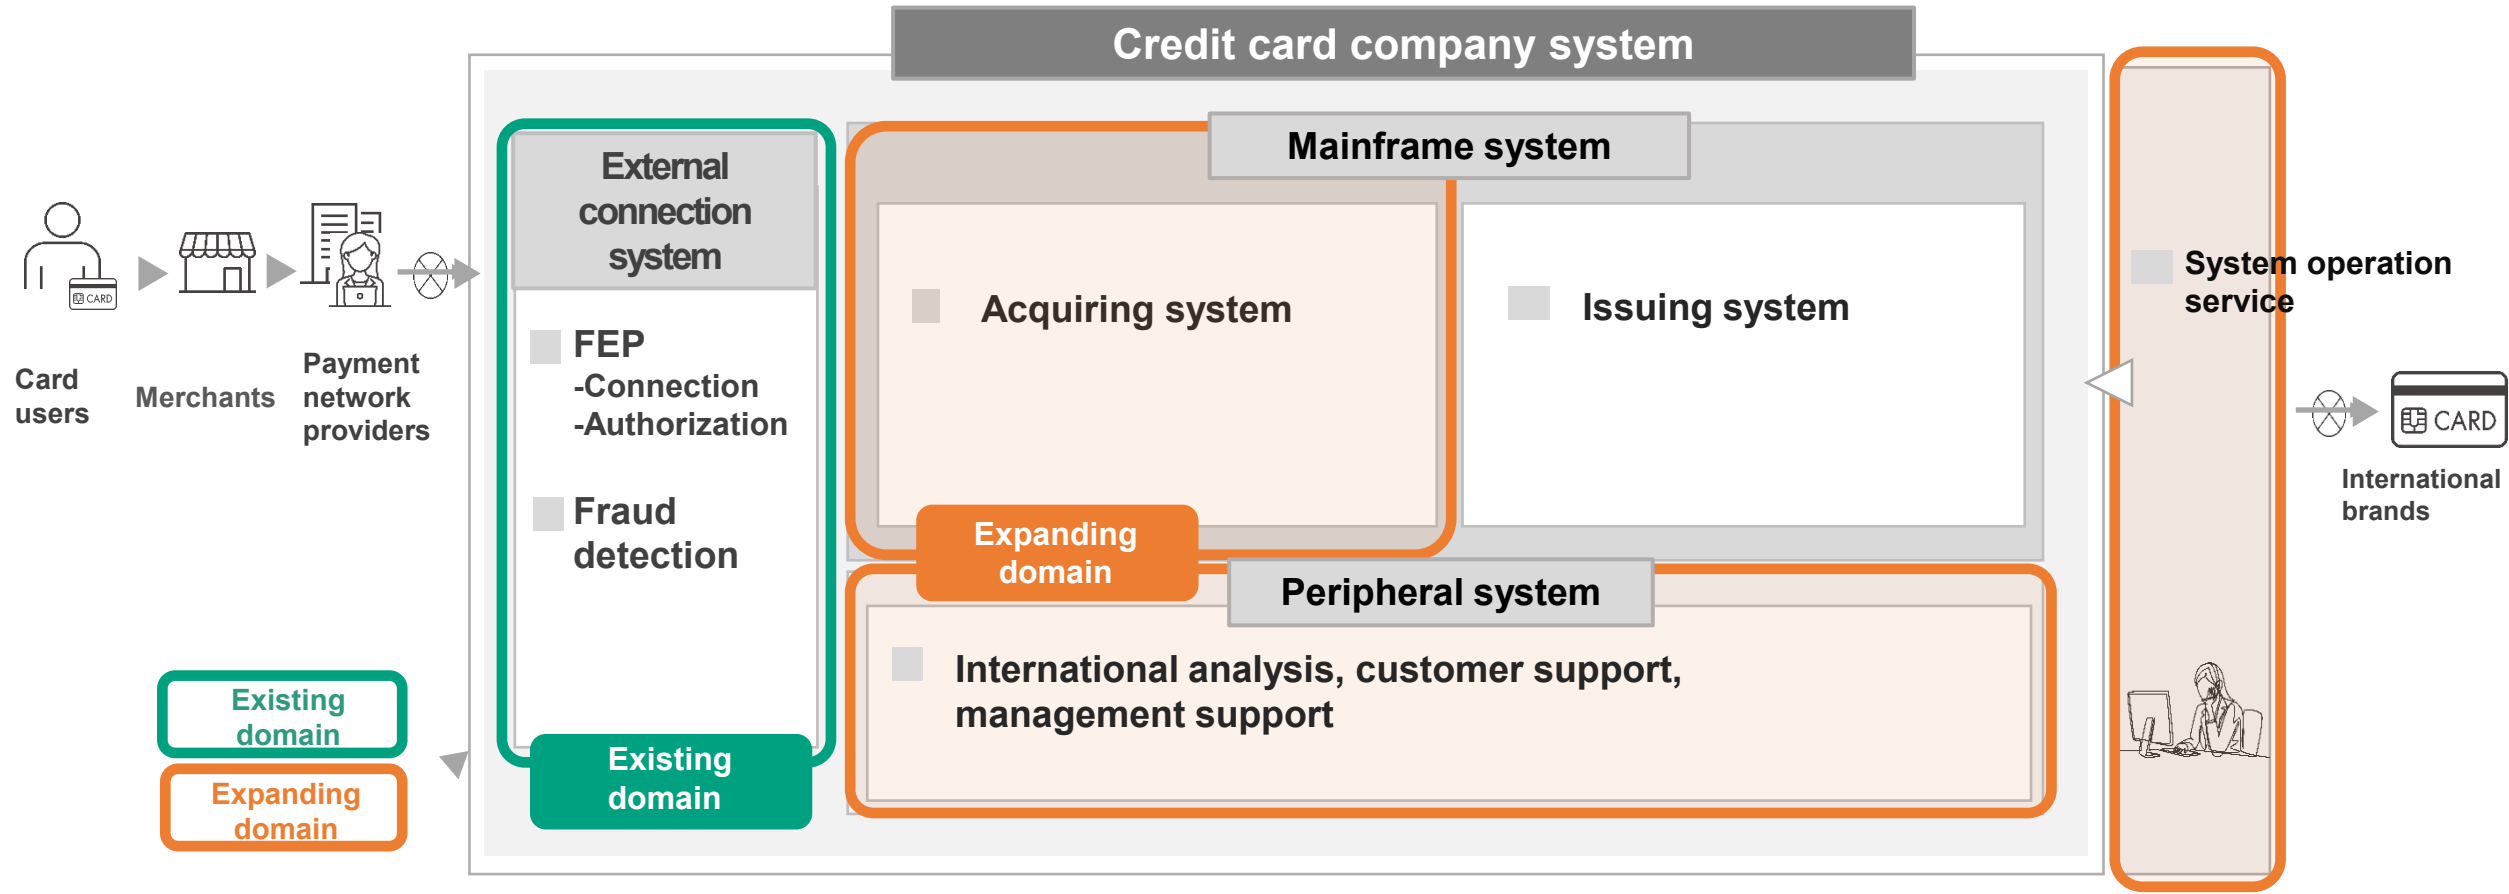 Credit card company system
External
connection
system
Mainframe system
Acquiring system
Issuing system
System operation
service
FEP
-Connection
-Authorization
Fraud
detection
CARD
Card
users
Merchants
Payment
network
providers
CARD
International
brands
Expanding
domain
Peripheral system
International analysis, customer support,
management support
Existing
domain
Existing
domain
Expanding
domain